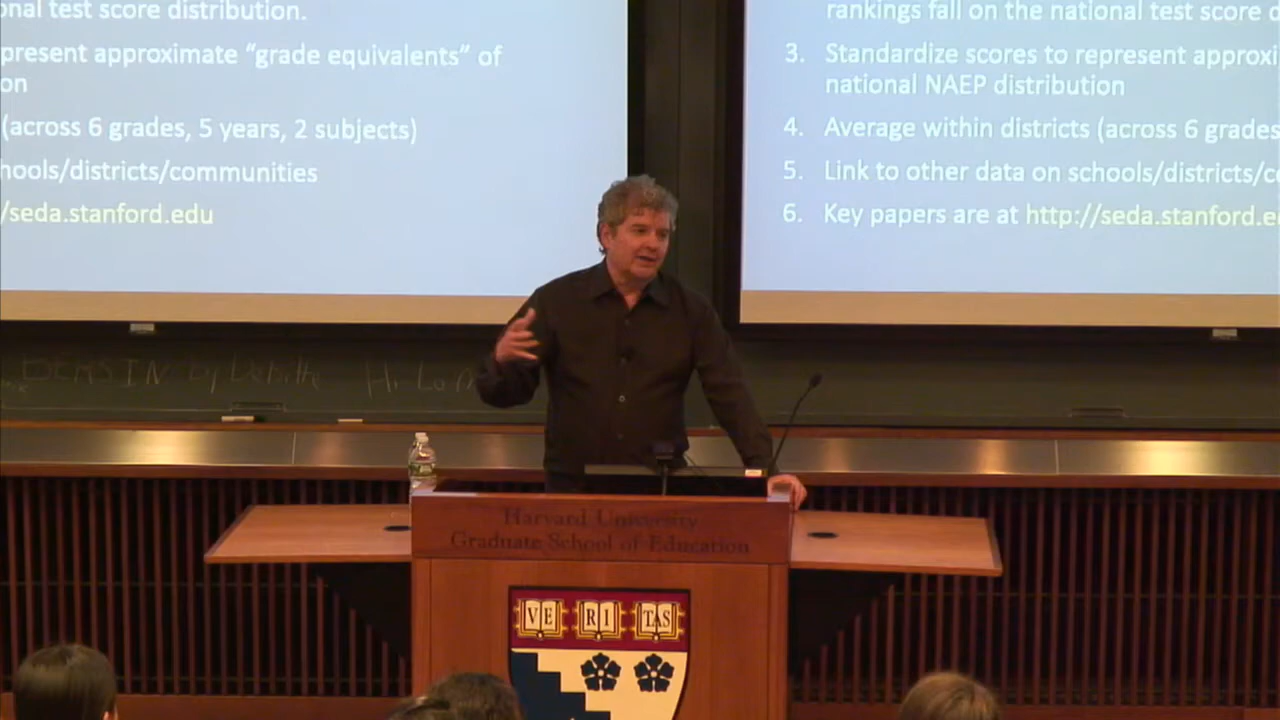 nal test score distribution.
present approximate “grade equivalents” of
on
(across 6 grades, 5 years, 2 subjects)
hools/districts/communities
/seda.stanford.edu
rankings fall on the national test score d
3. Standardize scores to represent approxi
national NAEP distribution
4. Average within districts (across 6 grades
5. Link to other data on schools/districts/c
6. Key papers are at http://seda.stanford.e
by Deloitte
Harvard University
Graduate School of Education
VE RI TAS